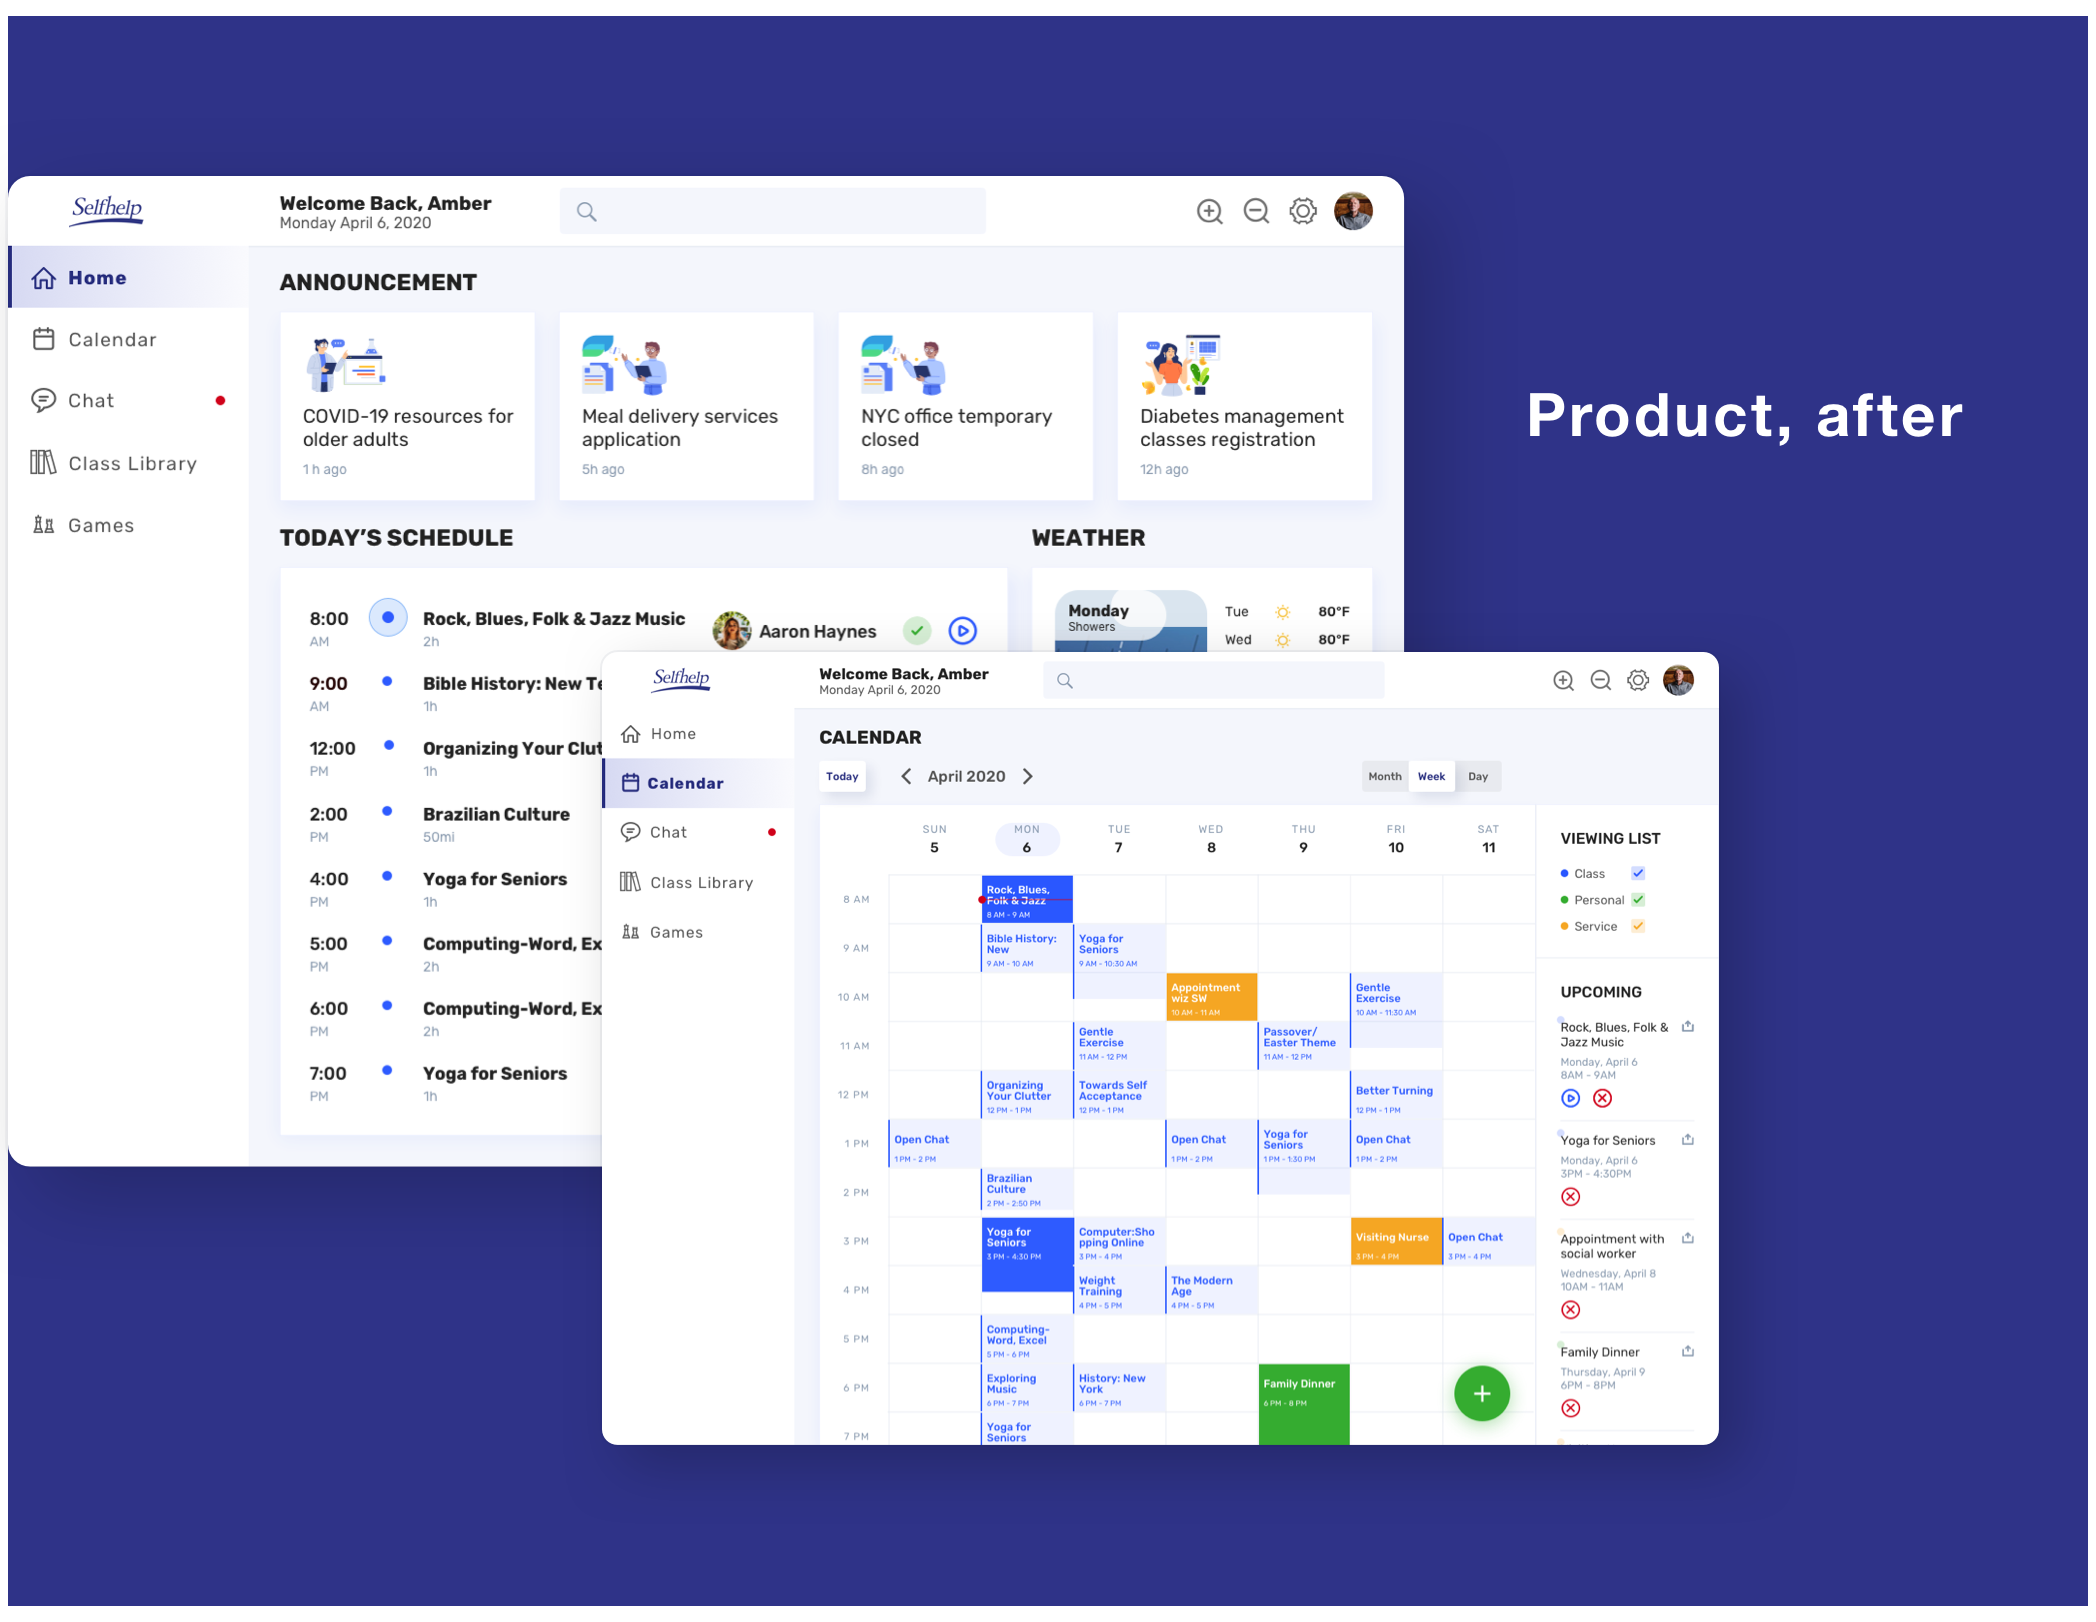 Selfhelp
Welcome Back, Amber
Monday April 6, 2020
Home
Calendar
Chat
Class Library
Games
ANNOUNCEMENT
COVID-19 resources for
older adults
1 h ago
Meal delivery services
application
5h ago
NYC office temporary
closed
8h ago
Diabetes management
classes registration
12h ago
Product, after
TODAY'S SCHEDULE
8:00
AM
Rock, Blues, Folk & Jazz Music
2h
Aaron Haynes
9:00
AM
Bible History: New Te
1h
12:00
PM
Organizing Your Clut
1h
2:00
PM
Brazilian Culture
50mi
4:00
PM
Yoga for Seniors
1h
5:00
PM
Computing-Word, Ex
2h
6:00
PM
Computing-Word, Ex
2h
7:00
PM
Yoga for Seniors
1h
WEATHER
Monday
Showers
Tue 80°F
Wed 80°F
Selfhelp
Welcome Back, Amber
Monday April 6, 2020
Home
Calendar
Chat
Class Library
Games
CALENDAR
Today
April 2020
Month Week Day
SUN MON TUE WED THU FRI SAT
5 6 7 8 9 10 11
8 AM
Rock, Blues,
Folk & Jazz
8 AM - 9 AM
9 AM
Bible History:
New
9 AM - 10 AM
Yoga for
Seniors
9 AM - 10:30 AM
10 AM
Appointment
wiz SW
10 AM - 11 AM
Gentle
Exercise
10 AM - 11:30 AM
11 AM
Gentle
Exercise
11 AM - 12 PM
Passover/
Easter Theme
11 AM - 12 PM
12 PM
Organizing
Your Clutter
12 PM - 1 PM
Towards Self
Acceptance
12 PM - 1 PM
Better Turning
12 PM - 1 PM
1 PM
Open Chat
1 PM - 2 PM
Open Chat
1 PM - 2 PM
Yoga for
Seniors
1 PM - 1:30 PM
Open Chat
1 PM - 2 PM
2 PM
Brazilian
Culture
2 PM - 2:50 PM
3 PM
Yoga for
Seniors
3 PM - 4:30 PM
Computer:Sho
pping Online
3 PM - 4 PM
Visiting Nurse
3 PM - 4 PM
Open Chat
3 PM - 4 PM
4 PM
Weight
Training
4 PM - 5 PM
The Modern
Age
4 PM - 5 PM
5 PM
Computing-
Word, Excel
5 PM - 6 PM
6 PM
Exploring
Music
6 PM - 7 PM
History: New
York
6 PM - 7 PM
Family Dinner
6 PM - 8 PM
7 PM
Yoga for
Seniors
VIEWING LIST
Class
Personal
Service
UPCOMING
Rock, Blues, Folk &
Jazz Music
Monday, April 6
8AM - 9AM
Yoga for Seniors
Monday, April 6
3PM - 4:30PM
Appointment with
social worker
Wednesday, April 8
10AM - 11AM
Family Dinner
Thursday, April 9
6PM - 8PM